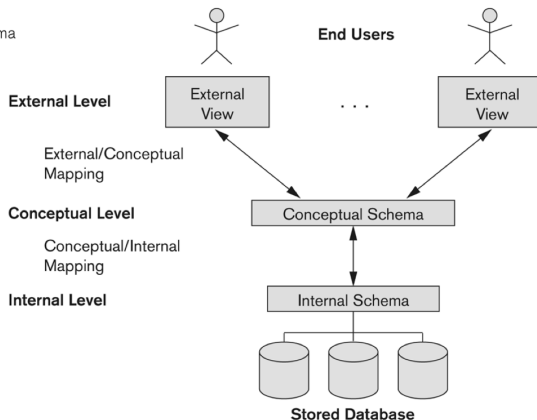 ma
End Users
External Level
External
View
. . .
External
View
External/Conceptual
Mapping
Conceptual Level
Conceptual Schema
Conceptual/Internal
Mapping
Internal Level
Internal Schema
Stored Database